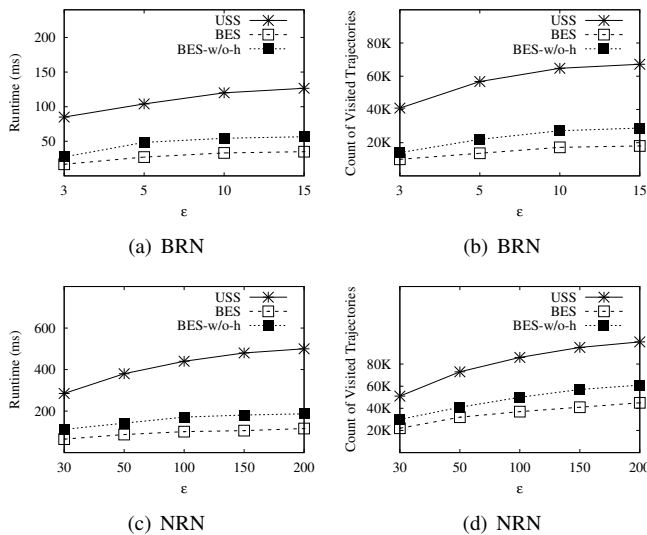 USS
BES
BES-w/o-h
Runtime (ms)
200
150
100
50
3 5 10 15
ε
(a) BRN
USS
BES
BES-w/o-h
Count of Visited Trajectories
80K
60K
40K
20K
3 5 10 15
ε
(b) BRN
USS
BES
BES-w/o-h
Runtime (ms)
600
400
200
30 50 100 150 200
ε
(c) NRN
USS
BES
BES-w/o-h
Count of Visited Trajectories
80K
60K
40K
20K
30 50 100 150 200
ε
(d) NRN